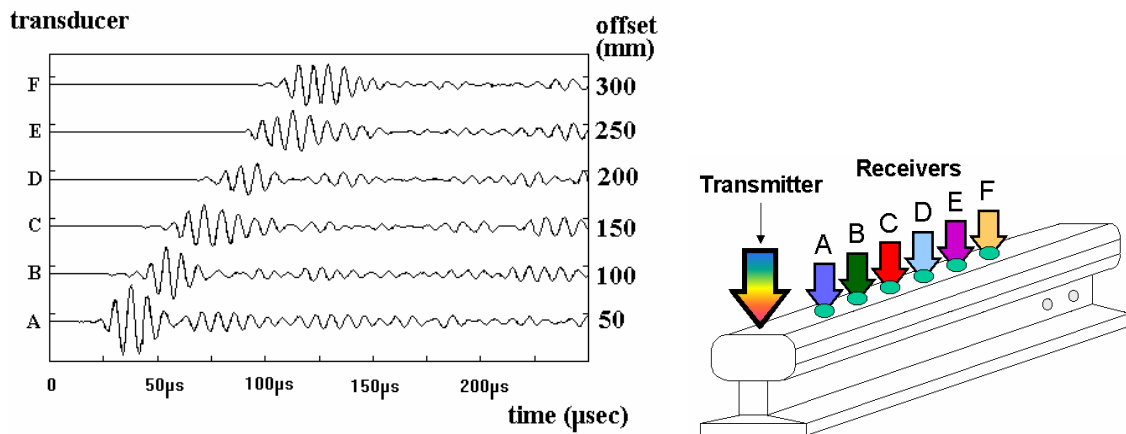 transducer
offset
(mm)
F
300
E
250
D
200
C
150
B
100
A
50
0
50µs
100µs
150µs
200µs
time (µsec)
Receivers
Transmitter
A
B
C
D
E
F